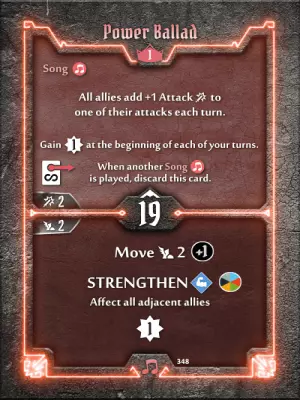 Power Ballad
1
Song
All allies add +1 Attack to
one of their attacks each turn.
Gain 1 at the beginning of each of your turns.
When another Song
is played, discard this card.
2
19
2
Move 2 +1
STRENGTHEN
Affect all adjacent allies
1
348